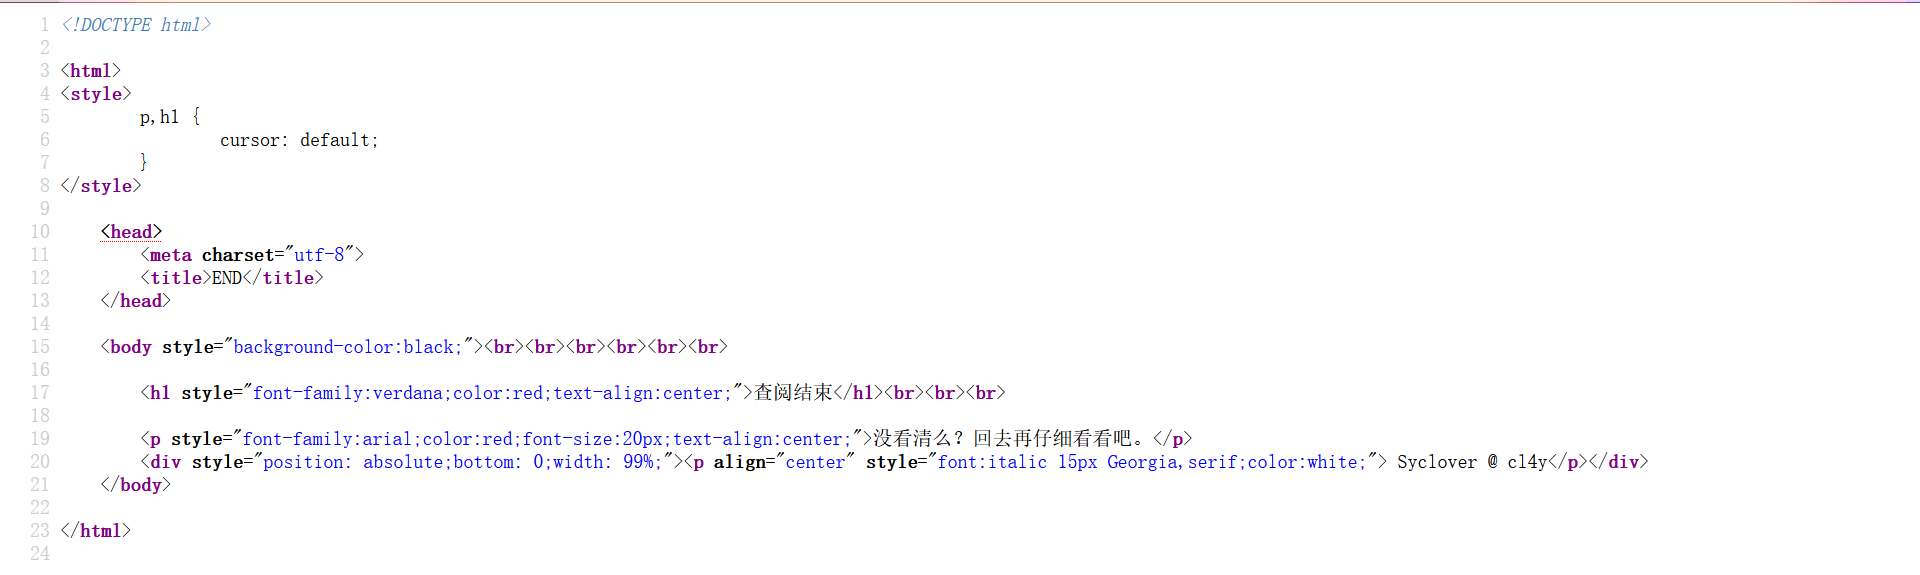 1 <!DOCTYPE html>
2
3 <html>
4 <style>
5 p,h1 {
6 cursor: default;
7 }
8 </style>
9
10 <head>
11 <meta charset="utf-8">
12 <title>END</title>
13 </head>
14
15 <body style="background-color:black;"><br><br><br><br><br><br>
16
17 <h1 style="font-family:verdana;color:red;text-align:center;">查阅结束</h1><br><br><br>
18
19 <p style="font-family:arial;color:red;font-size:20px;text-align:center;">没看清么？回去再仔细看看吧。</p>
20 <div style="position: absolute;bottom: 0;width: 99%;"><p align="center" style="font:italic 15px Georgia,serif;color:white;"> Syclover @ cl4y</p></div>
21 </body>
22
23 </html>
24